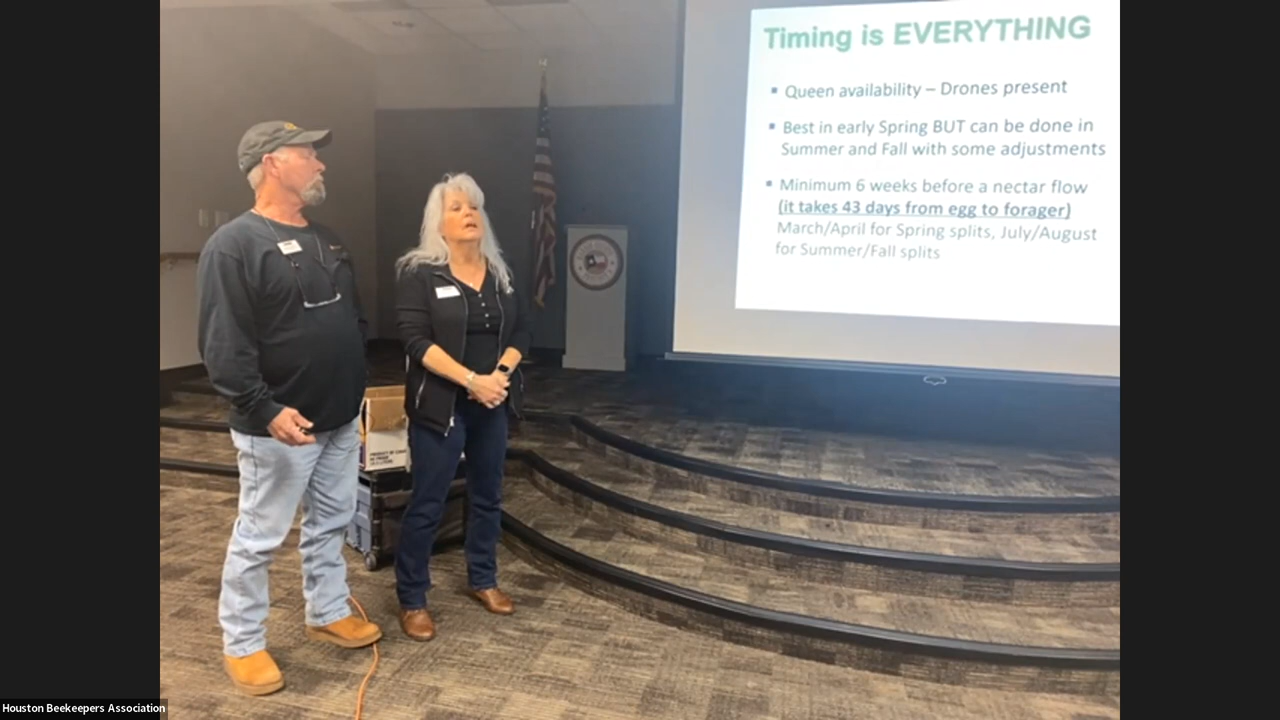 Timing is EVERYTHING
▪ Queen availability – Drones present
▪ Best in early Spring BUT can be done in
Summer and Fall with some adjustments
▪ Minimum 6 weeks before a nectar flow
(it takes 43 days from egg to forager)
March/April for Spring splits, July/August
for Summer/Fall splits
Houston Beekeepers Association